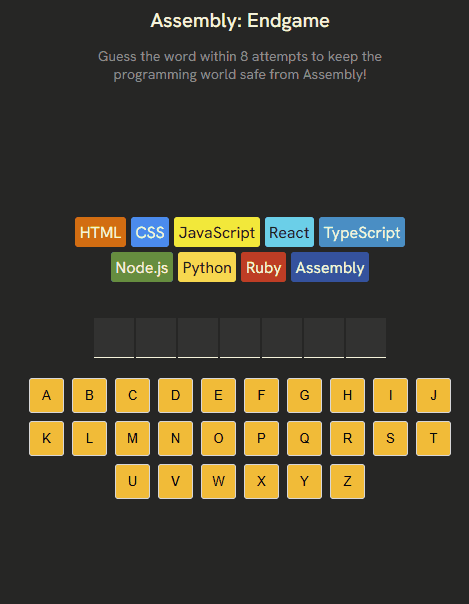 Assembly: Endgame
Guess the word within 8 attempts to keep the
programming world safe from Assembly!
HTML CSS JavaScript React TypeScript
Node.js Python Ruby Assembly
A B C D E F G H I J
K L M N O P Q R S T
U V W X Y Z